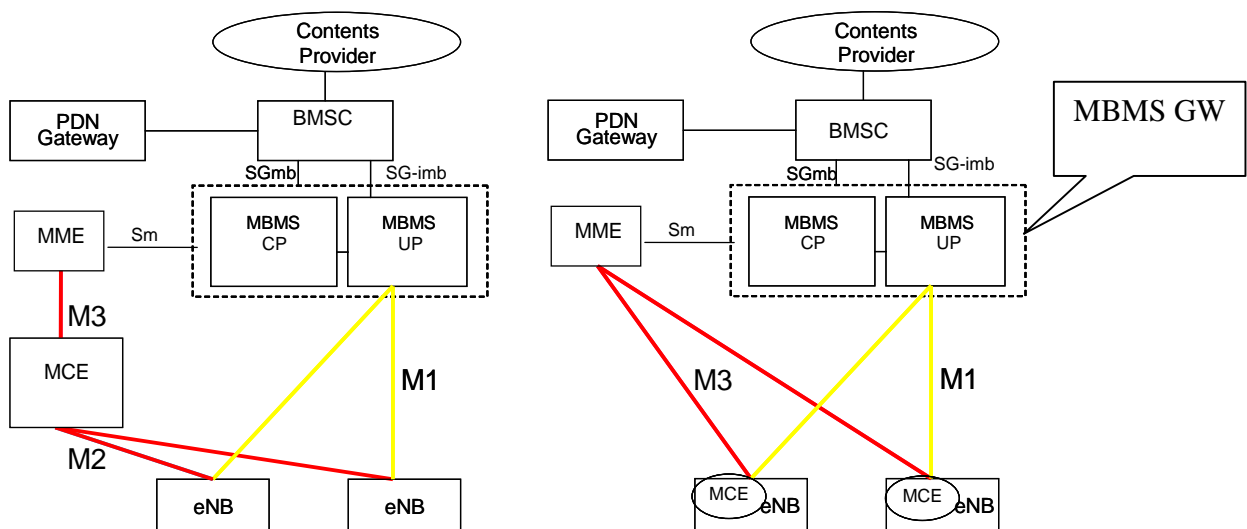 Contents
Provider
PDN
Gateway
BMSC
SGmb
SG-imb
MBMS
CP
MBMS
UP
MME
Sm
M3
MCE
M1
M2
eNB
eNB
Contents
Provider
MBMS GW
PDN
Gateway
BMSC
SGmb
SG-imb
MBMS
CP
MBMS
UP
MME
Sm
M3
M1
MCE
eNB
MCE
eNB